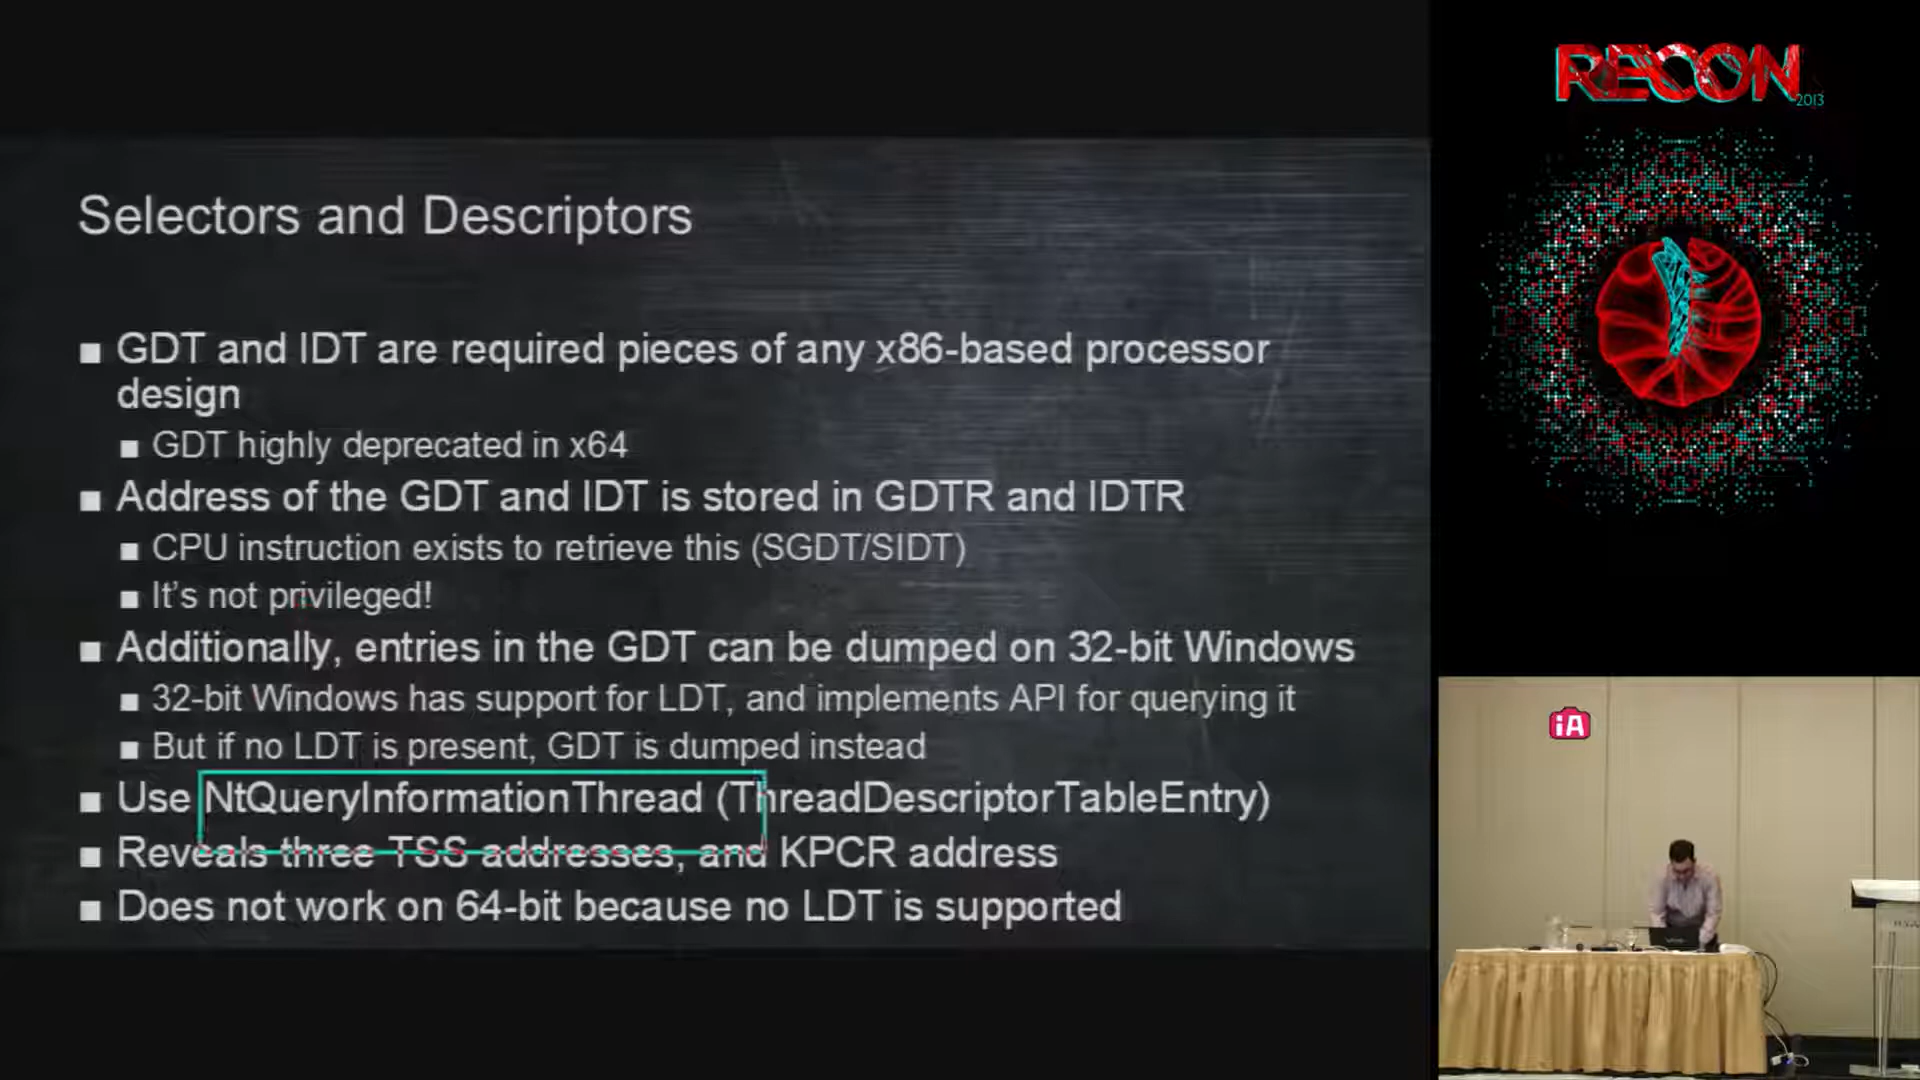 RECON
2013
Selectors and Descriptors
■ GDT and IDT are required pieces of any x86-based processor
design
■ GDT highly deprecated in x64
■ Address of the GDT and IDT is stored in GDTR and IDTR
■ CPU instruction exists to retrieve this (SGDT/SIDT)
■ It's not privileged!
■ Additionally, entries in the GDT can be dumped on 32-bit Windows
■ 32-bit Windows has support for LDT, and implements API for querying it
■ But if no LDT is present, GDT is dumped instead
■ Use NtQueryInformationThread (ThreadDescriptorTableEntry)
■ Reveals three TSS addresses, and KPCR address
■ Does not work on 64-bit because no LDT is supported
iA